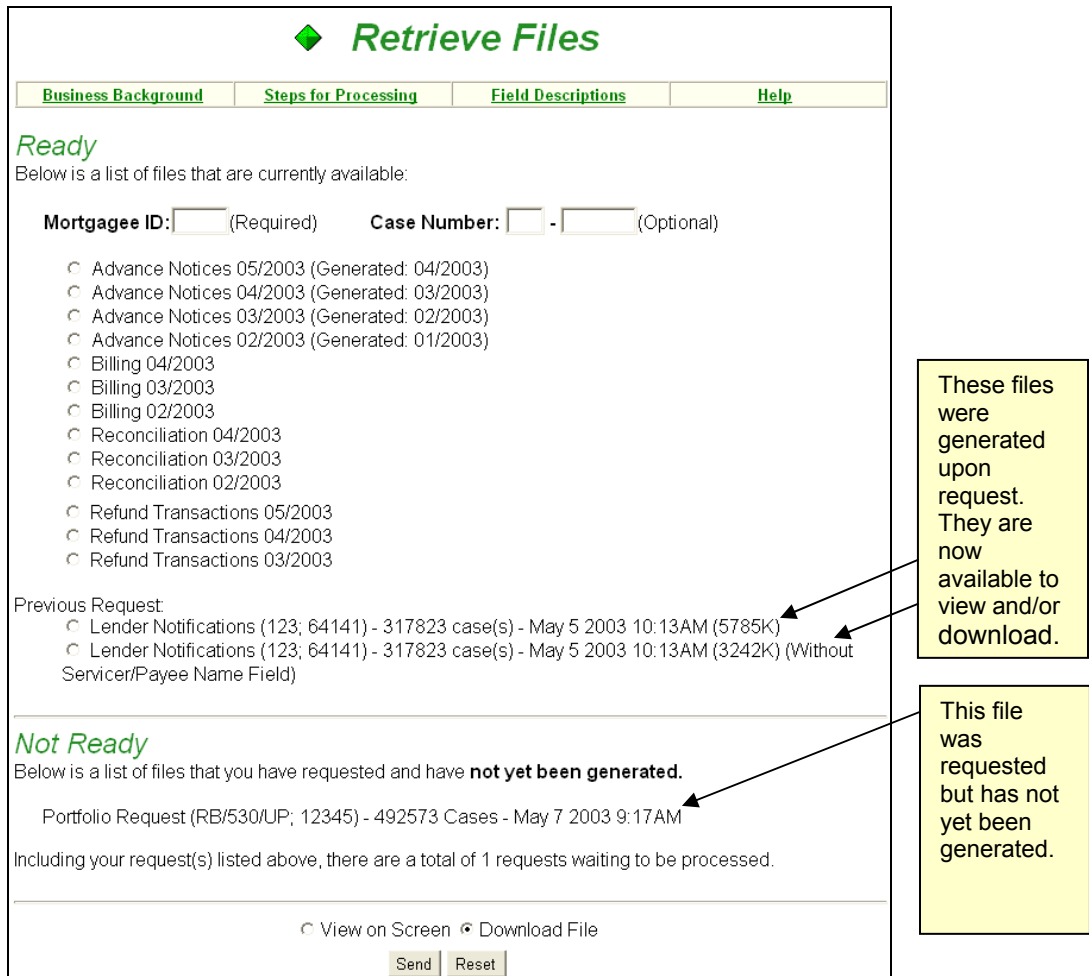 Retrieve Files
Business Background Steps for Processing Field Descriptions Help
Ready
Below is a list of files that are currently available:
Mortgagee ID: (Required) Case Number: - (Optional)
Advance Notices 05/2003 (Generated: 04/2003)
Advance Notices 04/2003 (Generated: 03/2003)
Advance Notices 03/2003 (Generated: 02/2003)
Advance Notices 02/2003 (Generated: 01/2003)
Billing 04/2003
Billing 03/2003
Billing 02/2003
Reconciliation 04/2003
Reconciliation 03/2003
Reconciliation 02/2003
Refund Transactions 05/2003
Refund Transactions 04/2003
Refund Transactions 03/2003
Previous Request:
Lender Notifications (123; 64141) - 317823 case(s) - May 5 2003 10:13AM (5785K)
Lender Notifications (123; 64141) - 317823 case(s) - May 5 2003 10:13AM (3242K) (Without
Servicer/Payee Name Field)
Not Ready
Below is a list of files that you have requested and have not yet been generated.
Portfolio Request (RB/530/UP; 12345) - 492573 Cases - May 7 2003 9:17AM
Including your request(s) listed above, there are a total of 1 requests waiting to be processed.
View on Screen Download File
Send Reset
These files
were
generated
upon
request.
They are
now
available to
view and/or
download.
This file
was
requested
but has not
yet been
generated.